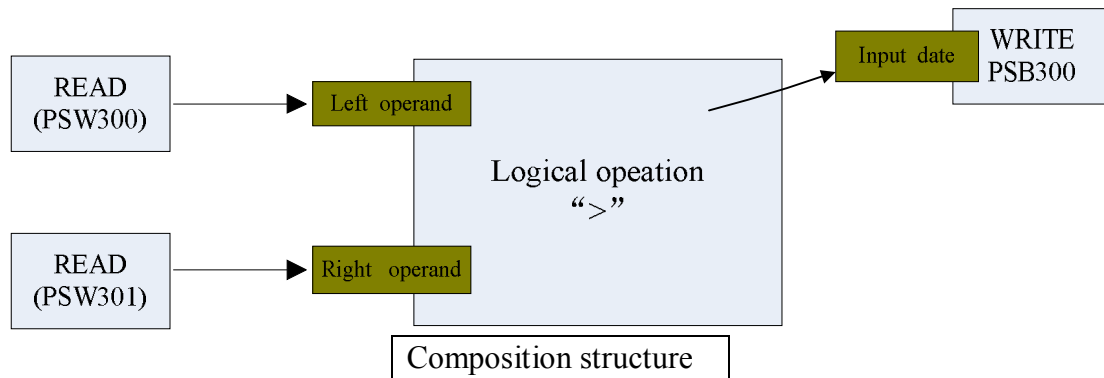 READ
(PSW300)
Left operand
Logical opeation
“>”
Input date
WRITE
PSB300
READ
(PSW301)
Right operand
Composition structure